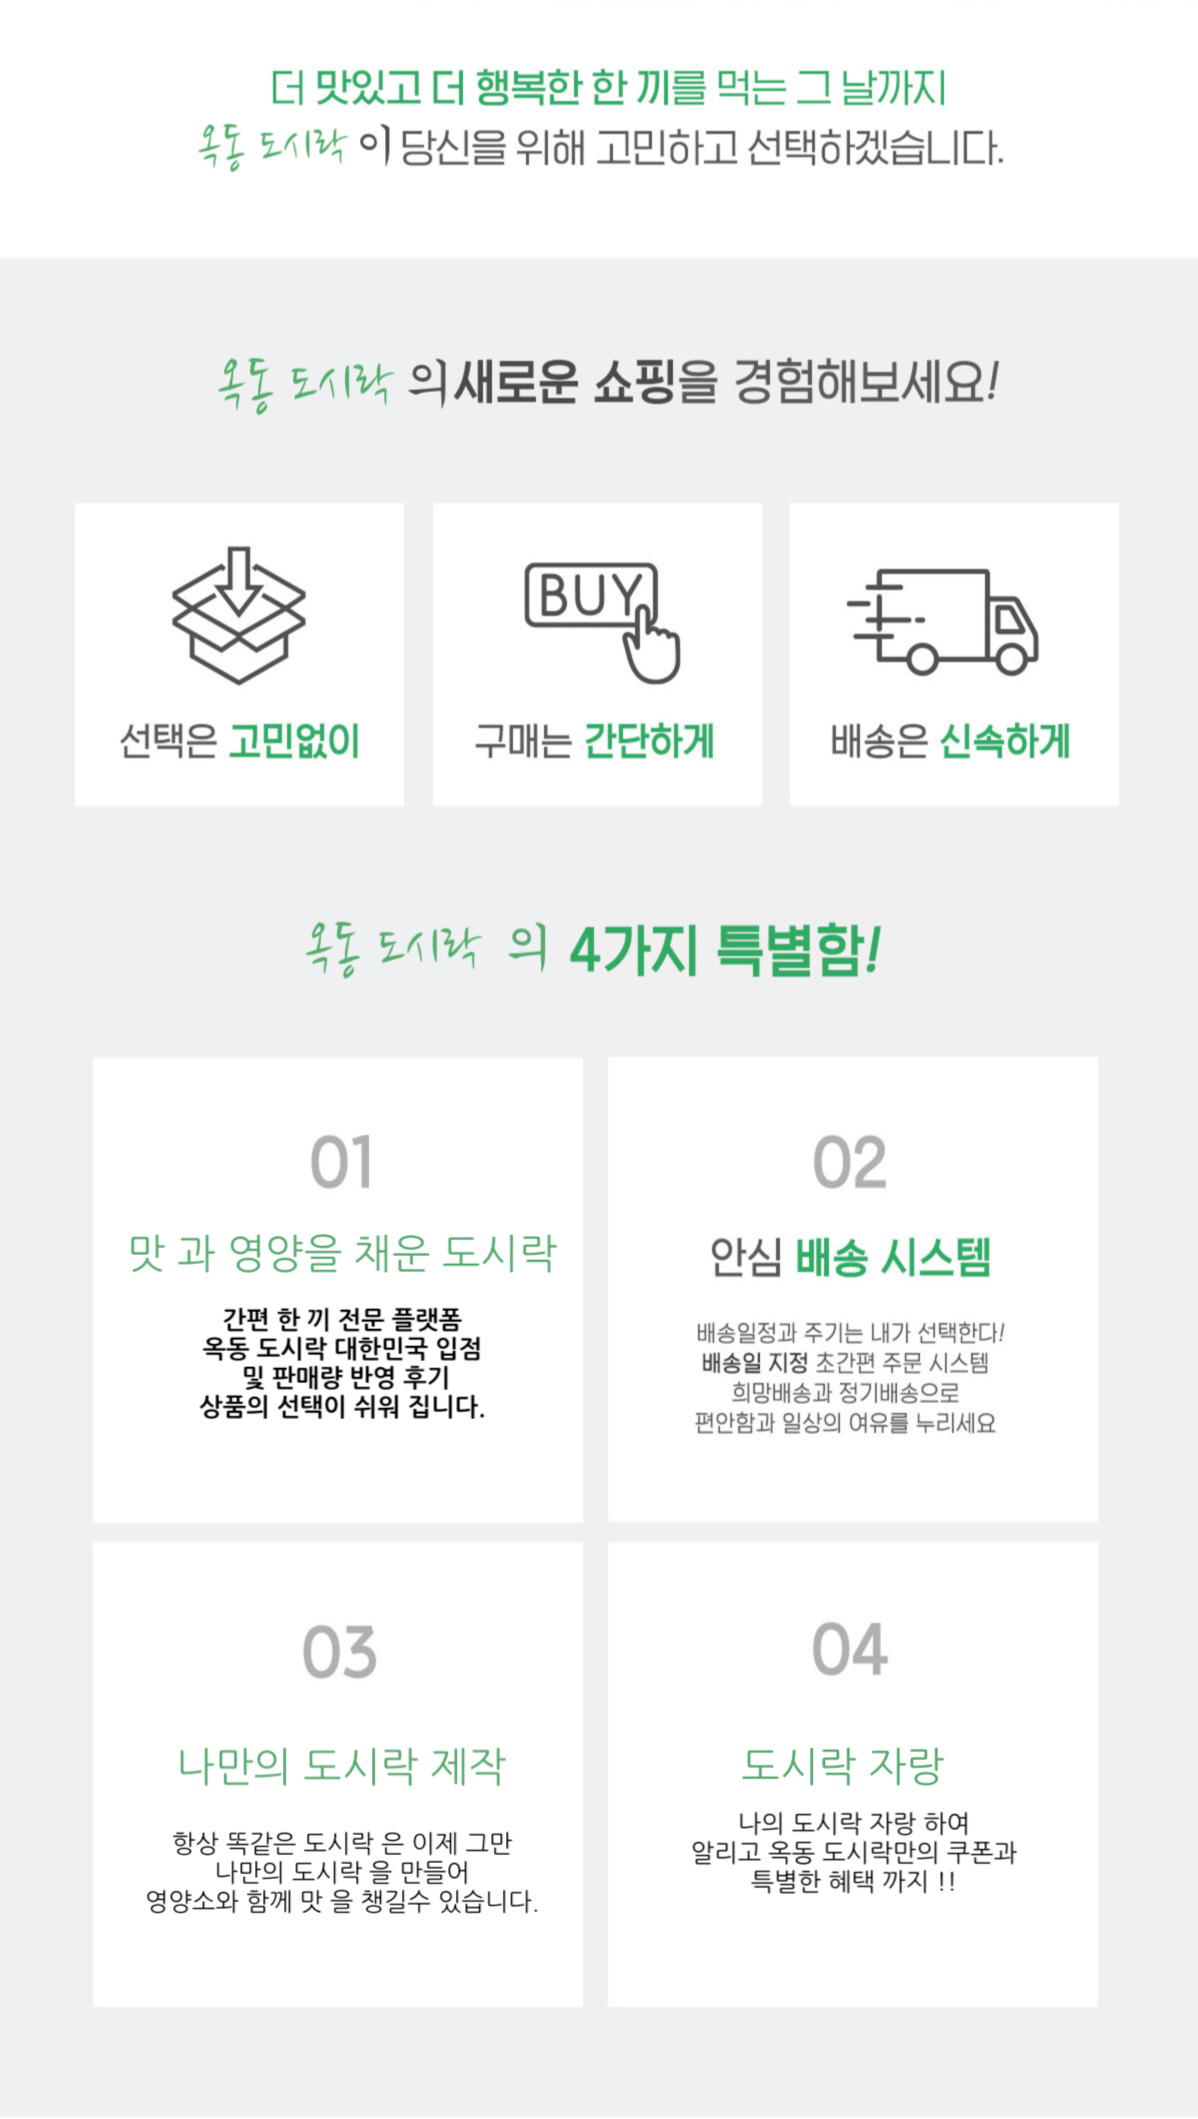 더 맛있고 더 행복한 한 끼를 먹는 그 날까지
옥동 도시락 이 당신을 위해 고민하고 선택하겠습니다.
옥동 도시락 의 새로운 쇼핑을 경험해보세요!
BUY
선택은 고민없이
구매는 간단하게
배송은 신속하게
옥동 도시락 의 4가지 특별함!
01
맛 과 영양을 채운 도시락
간편 한 끼 전문 플랫폼
옥동 도시락 대한민국 입점
및 판매량 반영 후기
상품의 선택이 쉬워 집니다.
02
안심 배송 시스템
배송일정과 주기는 내가 선택한다!
배송일 지정 초간편 주문 시스템
희망배송과 정기배송으로
편안함과 일상의 여유를 누리세요
03
나만의 도시락 제작
항상 똑같은 도시락 은 이제 그만
나만의 도시락 을 만들어
영양소와 함께 맛 을 챙길수 있습니다.
04
도시락 자랑
나의 도시락 자랑 하여
알리고 옥동 도시락만의 쿠폰과
특별한 혜택 까지 !!